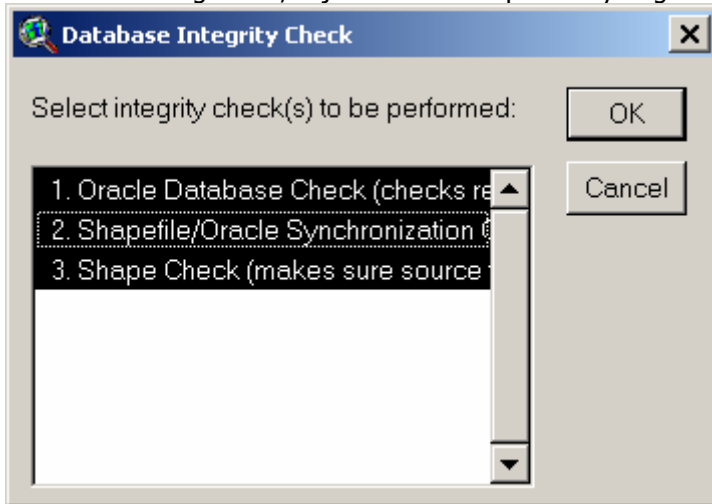 Database Integrity Check
Select integrity check(s) to be performed:
OK
Cancel
1. Oracle Database Check (checks re
2. Shapefile/Oracle Synchronization
3. Shape Check (makes sure source